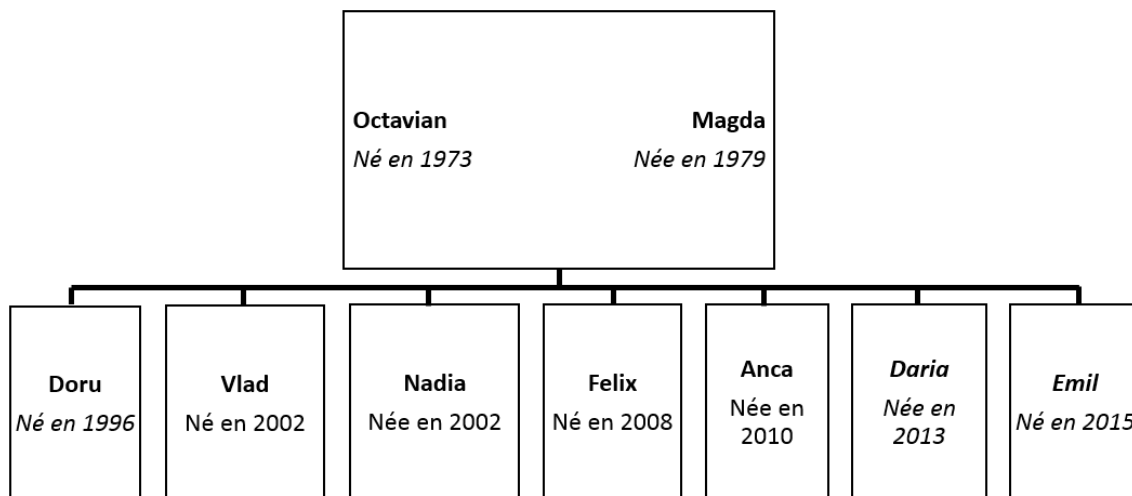 Octavian
Né en 1973
Magda
Née en 1979
Doru
Né en 1996
Vlad
Né en 2002
Nadia
Née en 2002
Felix
Né en 2008
Anca
Née en
2010
Daria
Née en
2013
Emil
Né en 2015